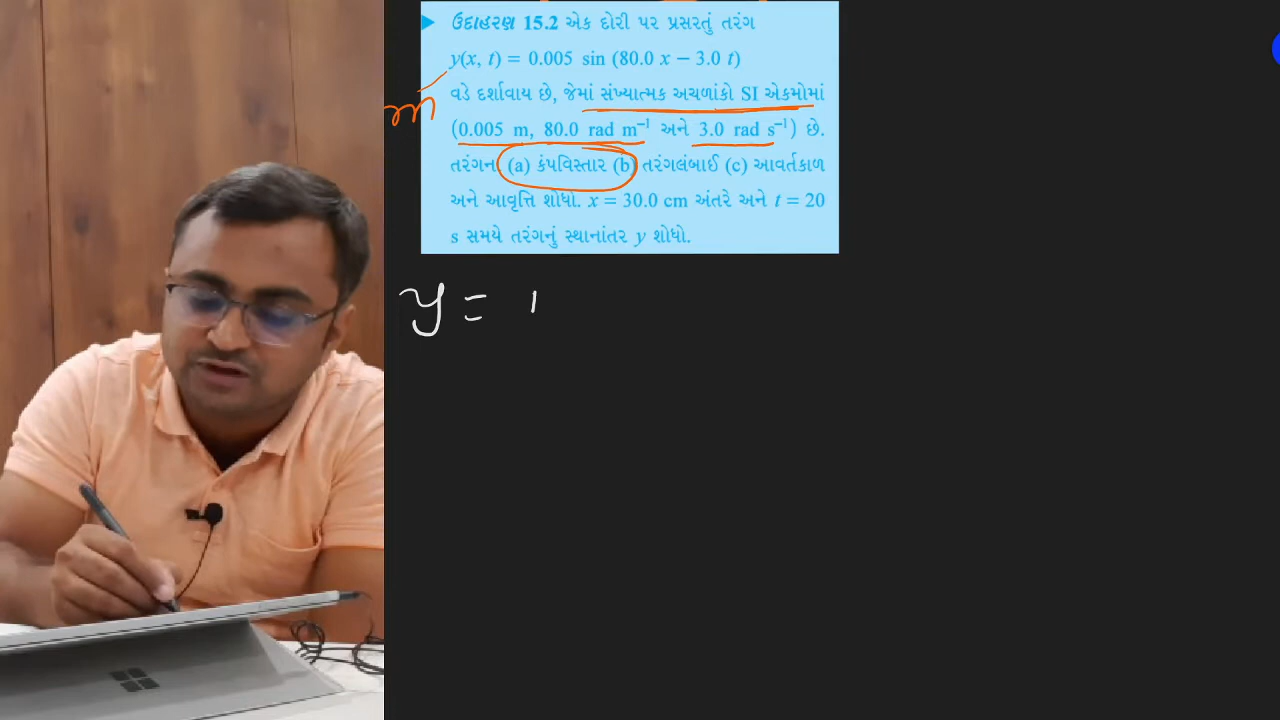 ઉદાહરણ 15.2 એક દોરી પર પ્રસરતું તરંગ
y(x, t) = 0.005 sin (80.0 x − 3.0 t)
વડે દર્શાવાય છે, જેમાં સંખ્યાત્મક અચળાંકો SI એકમોમાં
m
(0.005 m, 80.0 rad m⁻¹ અને 3.0 rad s⁻¹) છે.
તરંગના (a) કંપવિસ્તાર (b) તરંગલંબાઈ (c) આવર્તકાળ
અને આવૃત્તિ શોધો. x = 30.0 cm અંતરે અને t = 20
s સમયે તરંગનું સ્થાનાંતર y શોધો.
y =